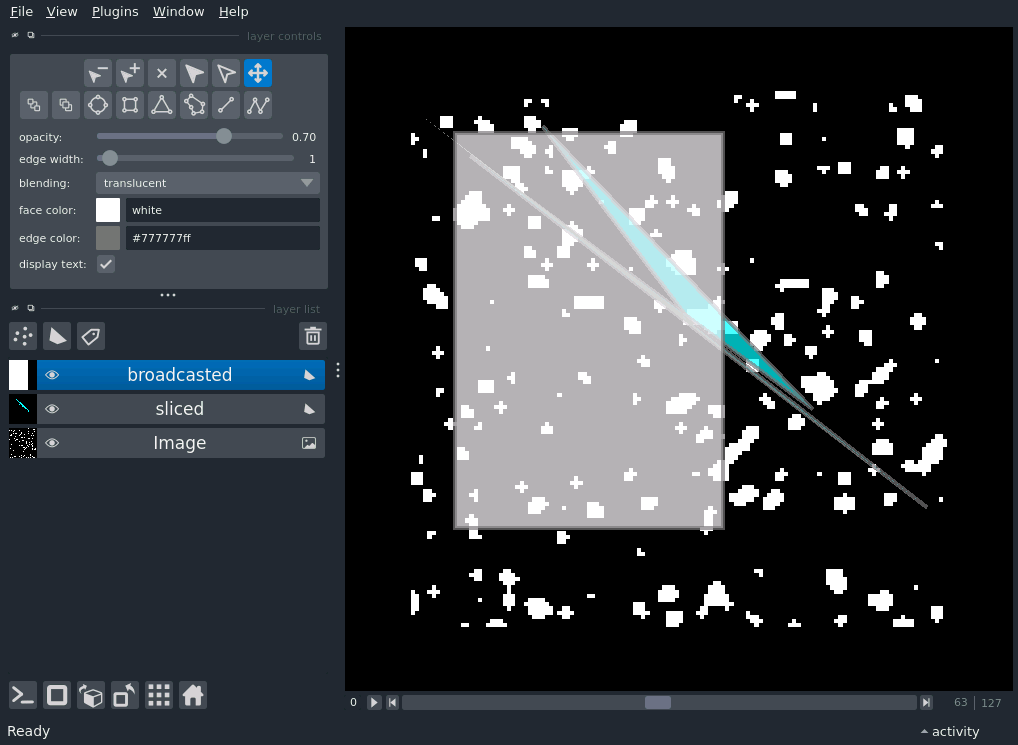 File View Plugins Window Help
layer controls
opacity: 0.70
edge width: 1
blending: translucent
face color: white
edge color: #777777ff
display text:
layer list
broadcasted
sliced
Image
0 63 127
Ready activity